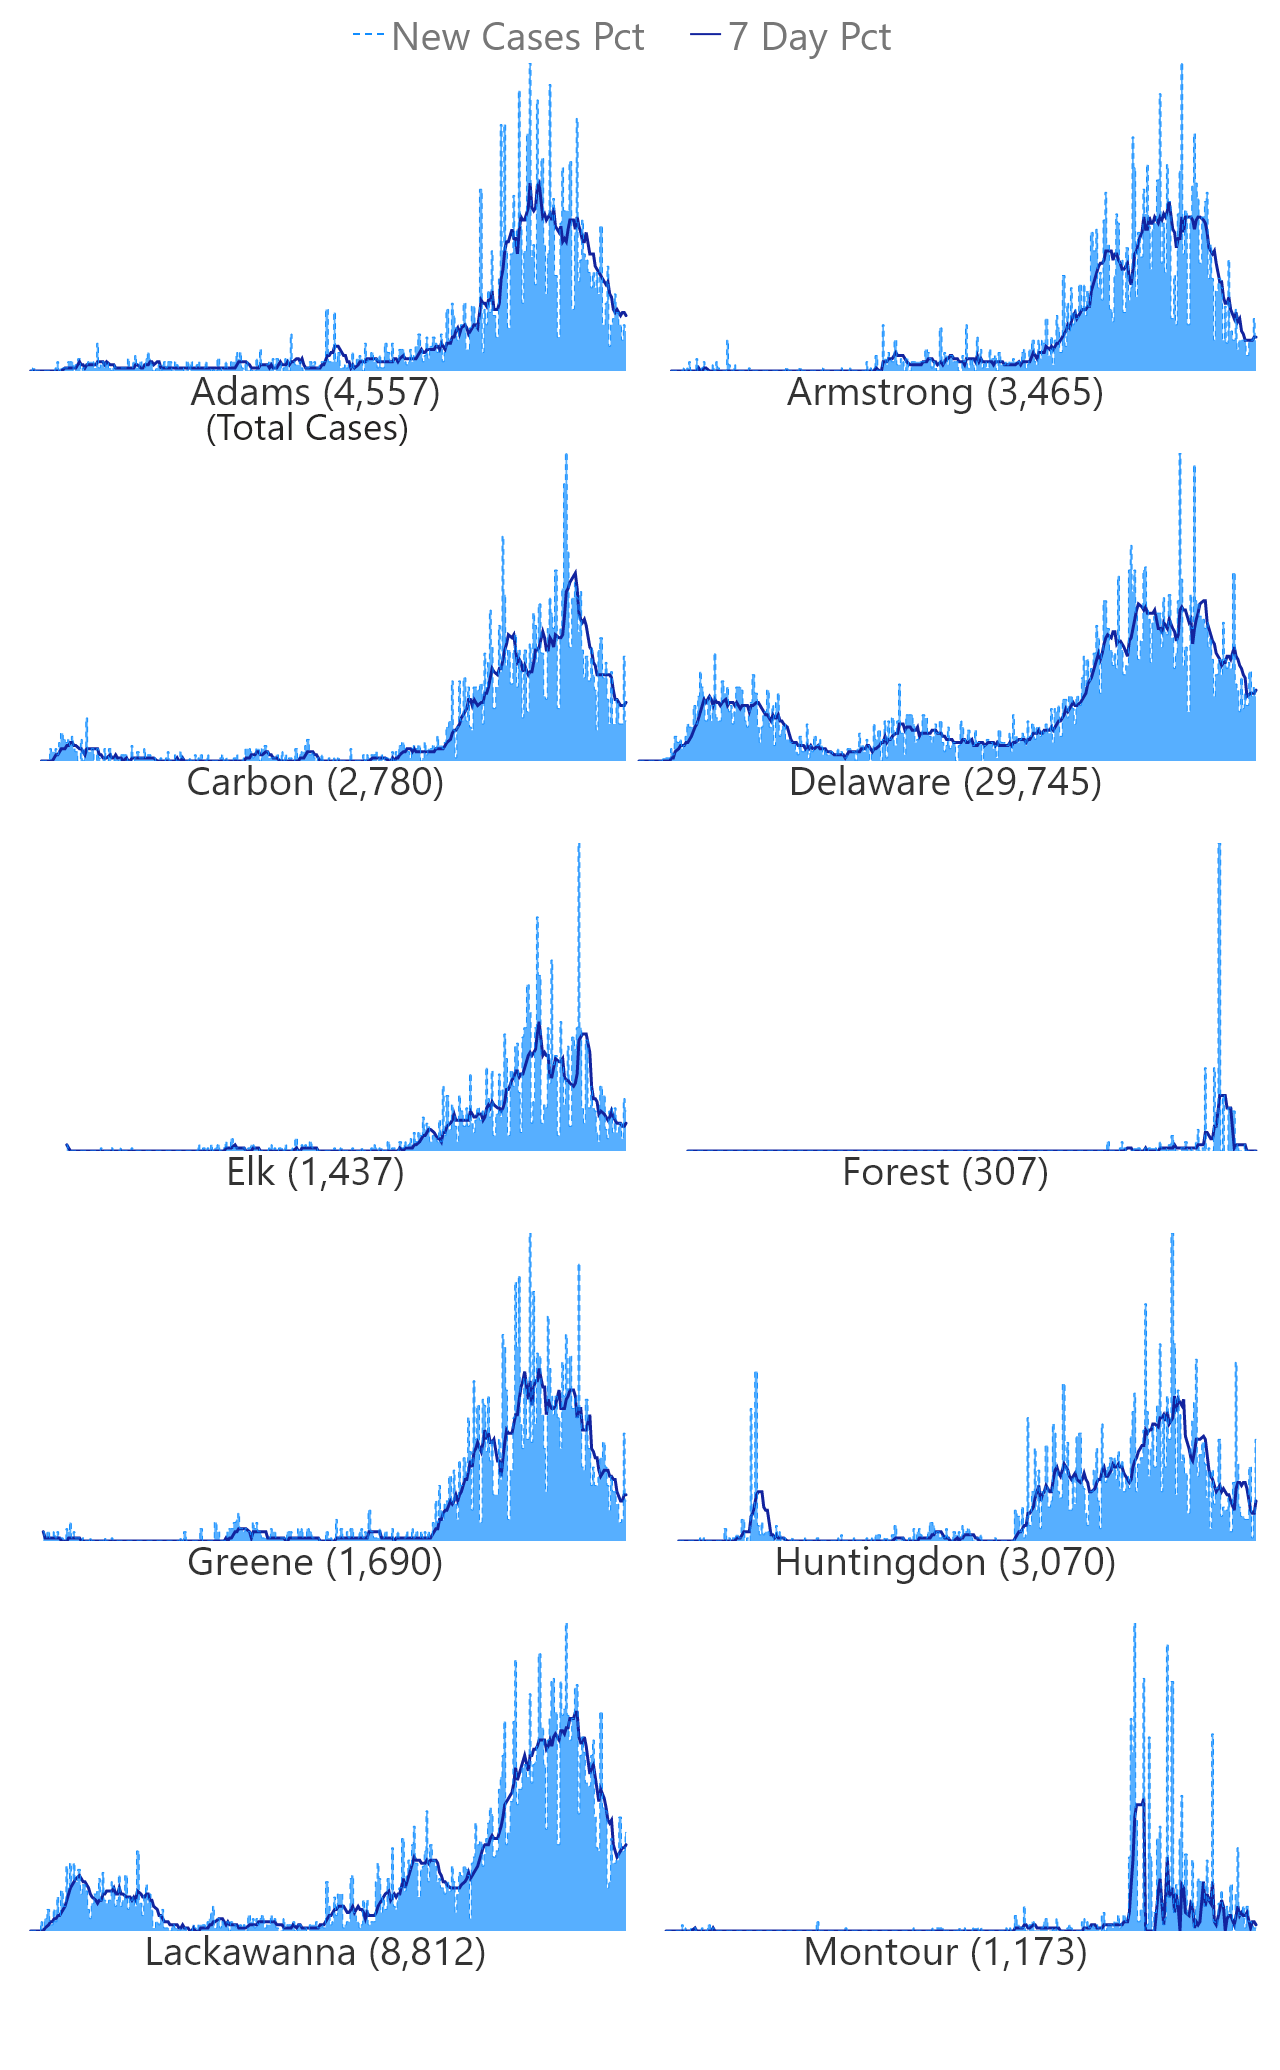 New Cases Pct 7 Day Pct
Adams (4,557) Armstrong (3,465)
(Total Cases)
Carbon (2,780) Delaware (29,745)
Elk (1,437) Forest (307)
Greene (1,690) Huntingdon (3,070)
Lackawanna (8,812) Montour (1,173)